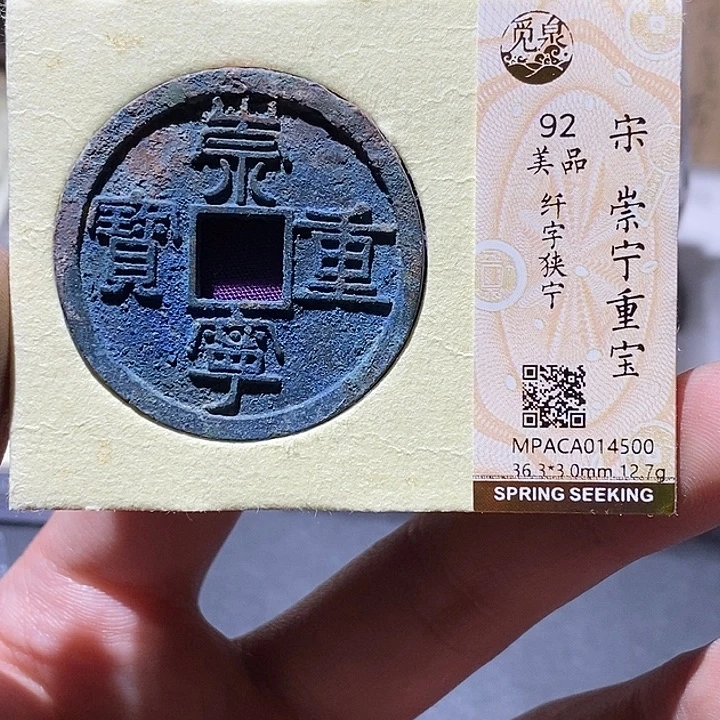 崇
重
寧
寶
觅泉
92
美品
纤字狭宁
宋 崇宁重宝
MPACA014500
36.3*3.0mm 12.7g
SPRING SEEKING